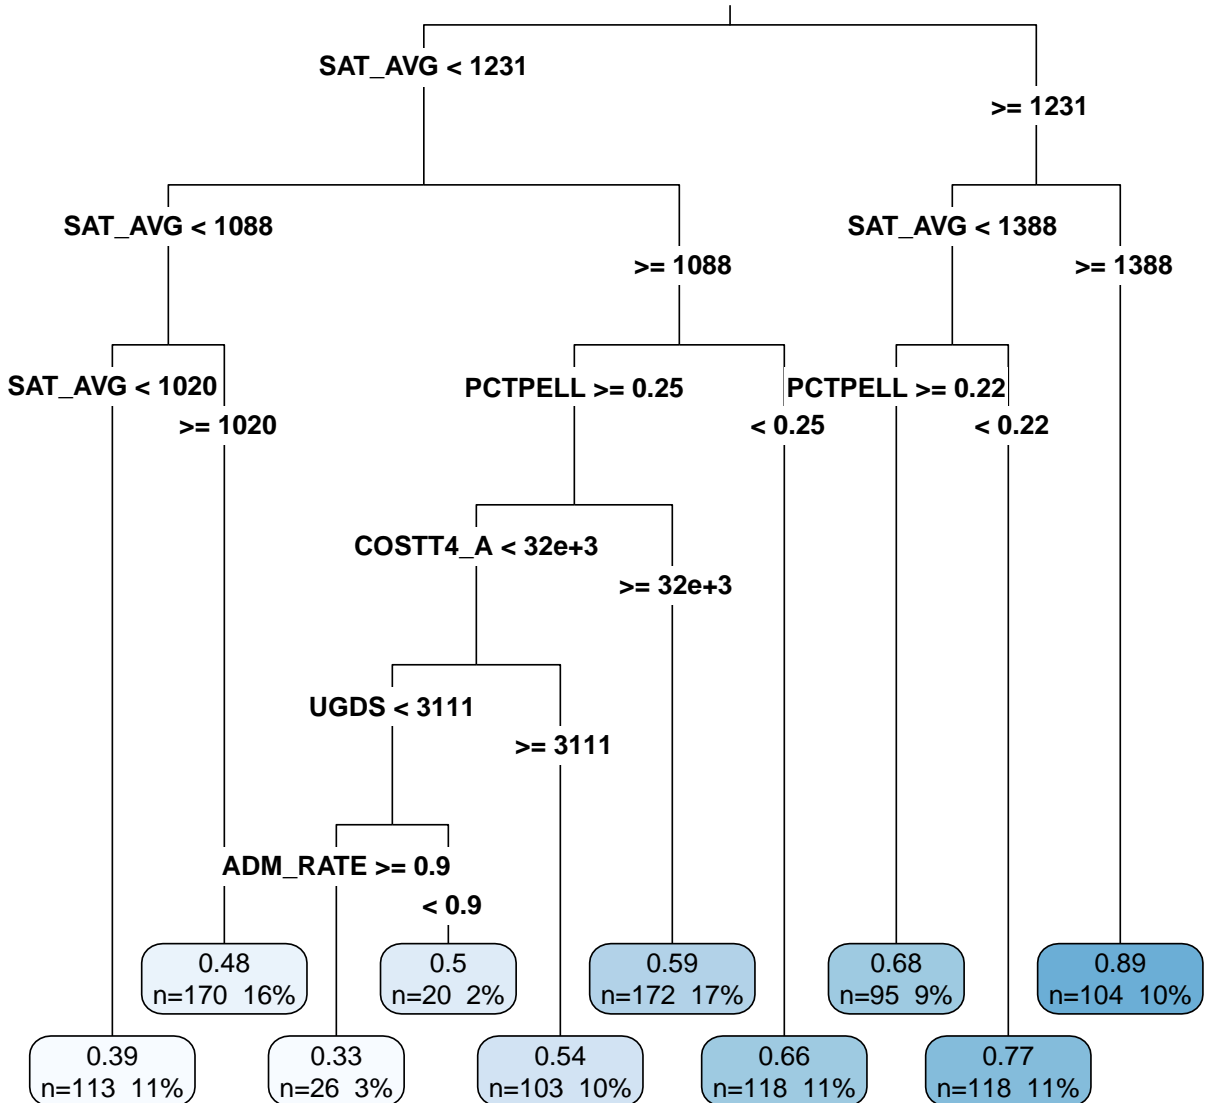 SAT_AVG < 1231
>= 1231
SAT_AVG < 1088
>= 1088
SAT_AVG < 1388
>= 1388
SAT_AVG < 1020
>= 1020
PCTPELL >= 0.25
< 0.25
PCTPELL >= 0.22
< 0.22
COSTT4_A < 32e+3
>= 32e+3
UGDS < 3111
>= 3111
ADM_RATE >= 0.9
< 0.9
0.48
n=170 16%
0.5
n=20 2%
0.59
n=172 17%
0.68
n=95 9%
0.89
n=104 10%
0.39
n=113 11%
0.33
n=26 3%
0.54
n=103 10%
0.66
n=118 11%
0.77
n=118 11%